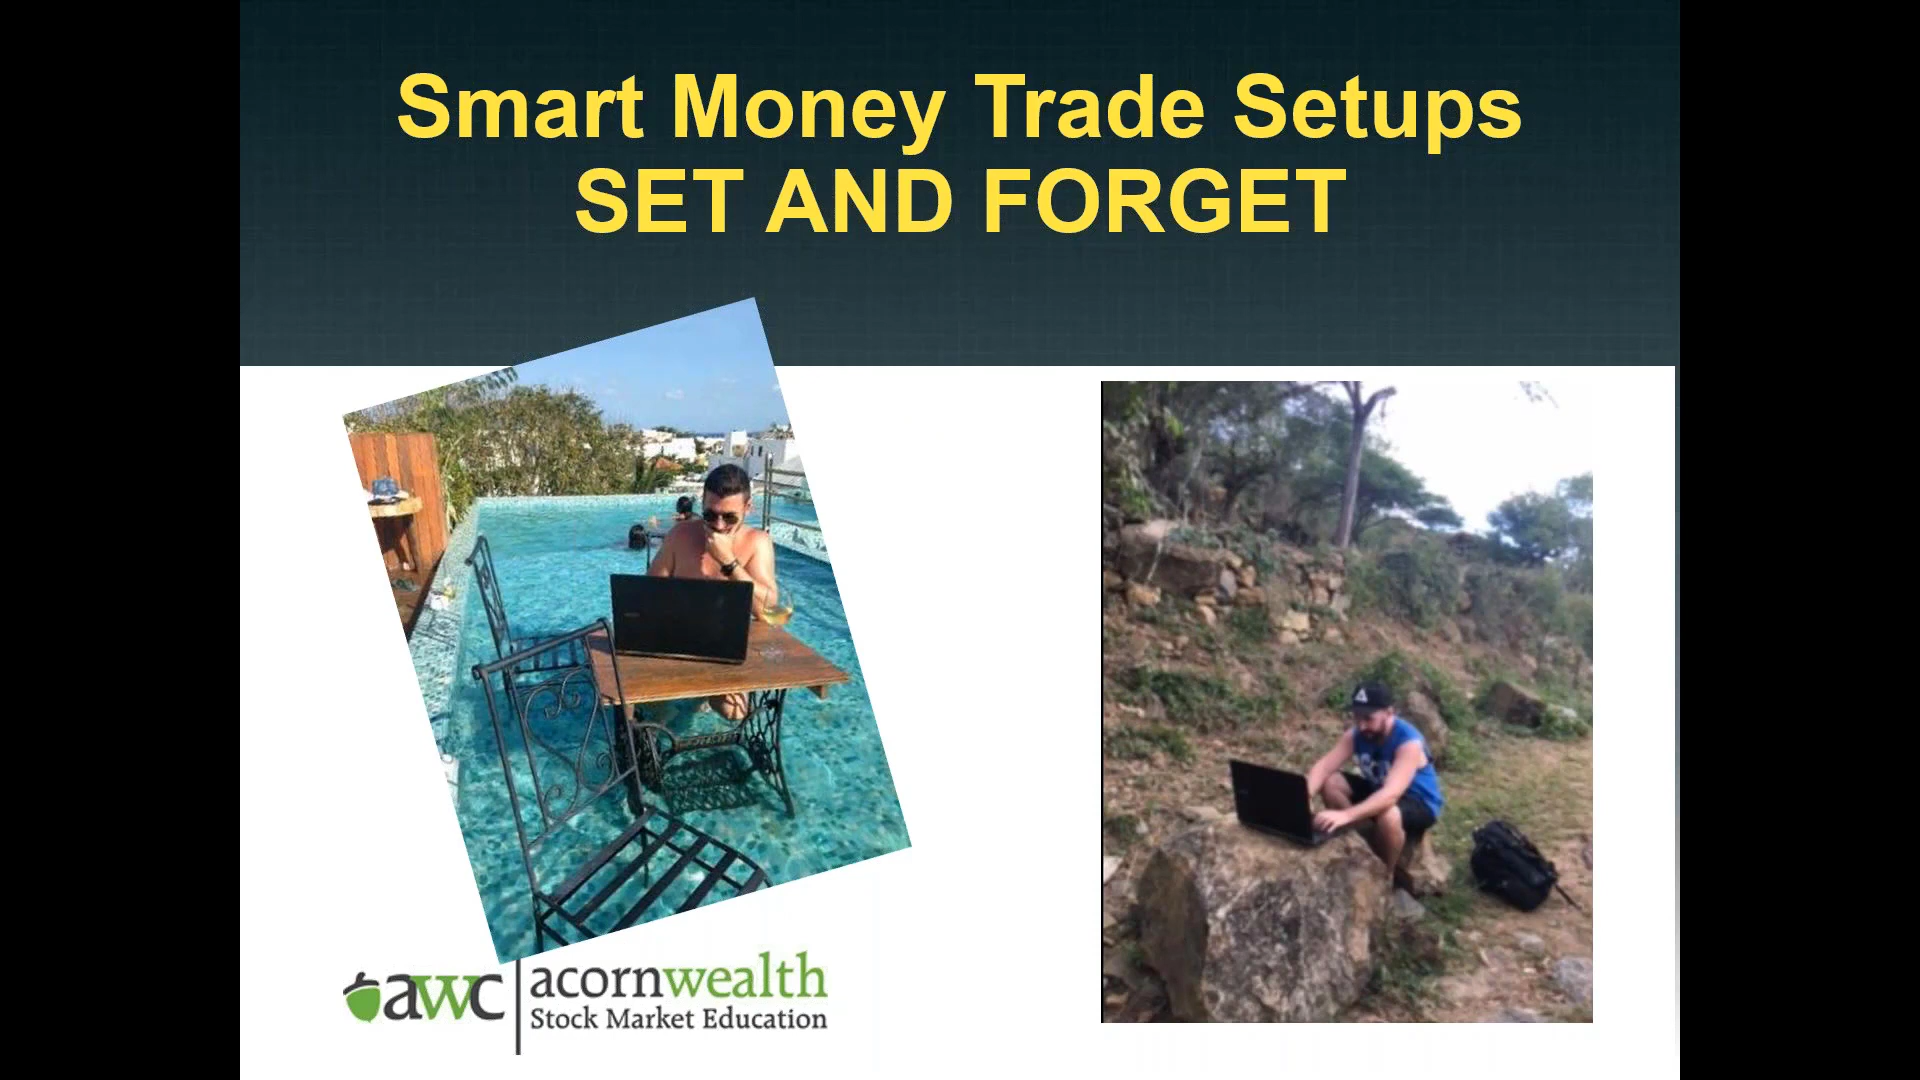 Smart Money Trade Setups
SET AND FORGET
awc
acornwealth
Stock Market Education